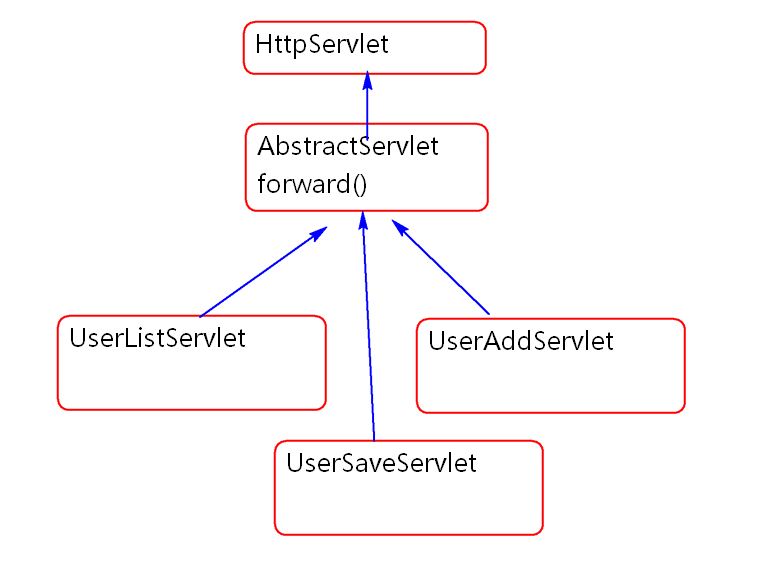 HttpServlet
AbstractServlet
forward()
UserListServlet
UserAddServlet
UserSaveServlet